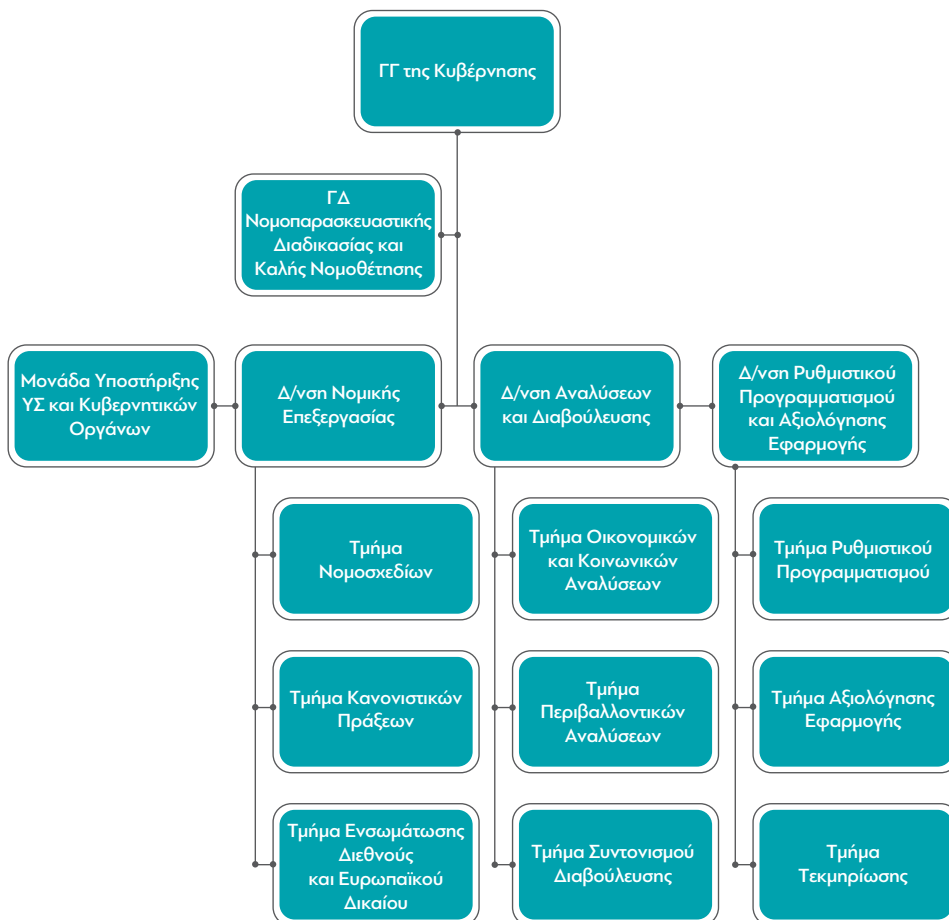 ΓΓ της Κυβέρνησης
ΓΔ
Νομοπαρασκευαστικής
Διαδικασίας και
Καλής Νομοθέτησης
Μονάδα Υποστήριξης
ΥΣ και Κυβερνητικών
Οργάνων
Δ/νση Νομικής
Επεξεργασίας
Δ/νση Αναλύσεων
και Διαβούλευσης
Δ/νση Ρυθμιστικού
Προγραμματισμού
και Αξιολόγησης
Εφαρμογής
Τμήμα
Νομοσχεδίων
Τμήμα Οικονομικών
και Κοινωνικών
Αναλύσεων
Τμήμα Ρυθμιστικού
Προγραμματισμού
Τμήμα Κανονιστικών
Πράξεων
Τμήμα
Περιβαλλοντικών
Αναλύσεων
Τμήμα Αξιολόγησης
Εφαρμογής
Τμήμα Ενσωμάτωσης
Διεθνούς
και Ευρωπαϊκού
Δικαίου
Τμήμα Συντονισμού
Διαβούλευσης
Τμήμα
Τεκμηρίωσης